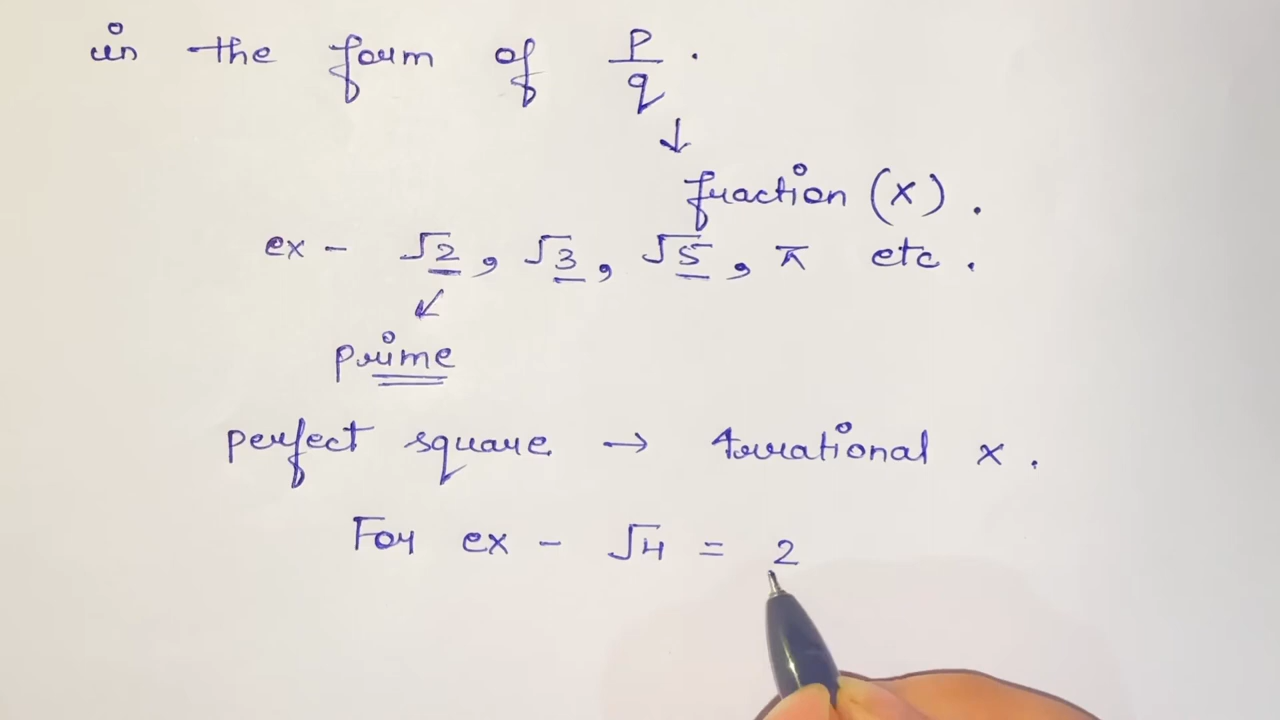 in the form of P/q .
↓
fraction (x) .
ex - √2 , √3 , √5 , π etc .
↙
prime
perfect square → irrational x .
For ex - √4 = 2